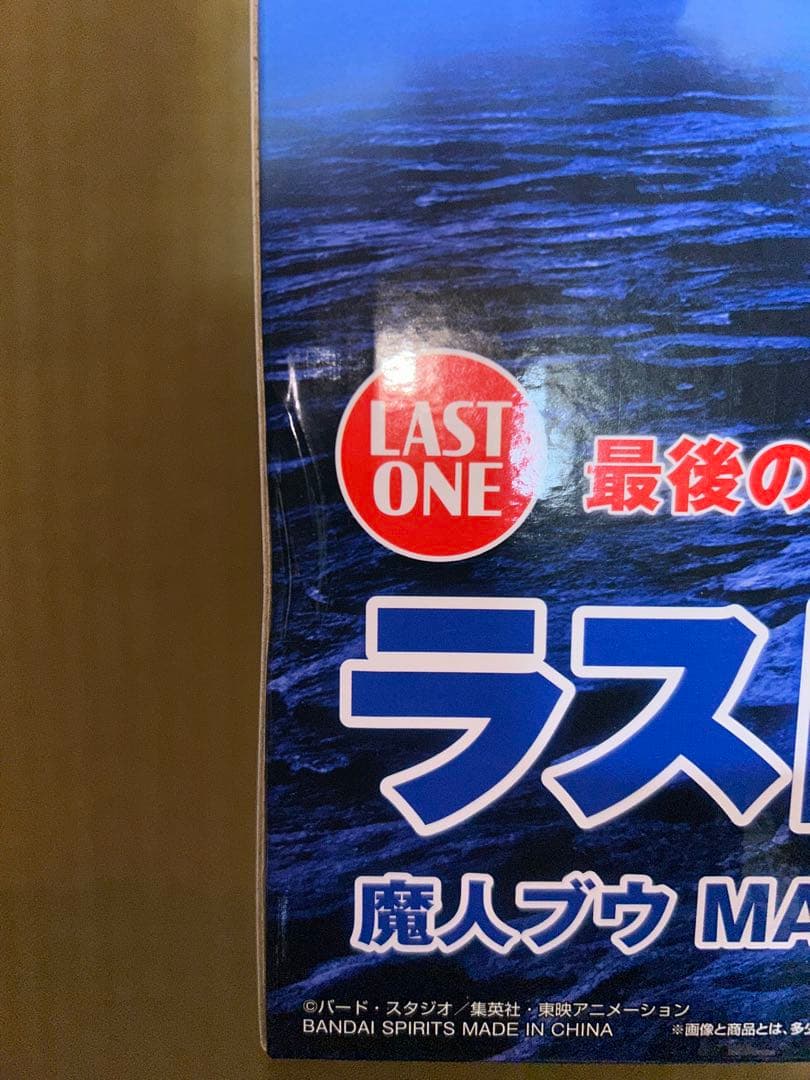 LAST
ONE
最後の
ラス
魔人ブウ MA
©バード・スタジオ／集英社・東映アニメーション
BANDAI SPIRITS MADE IN CHINA
※画像と商品とは、多少